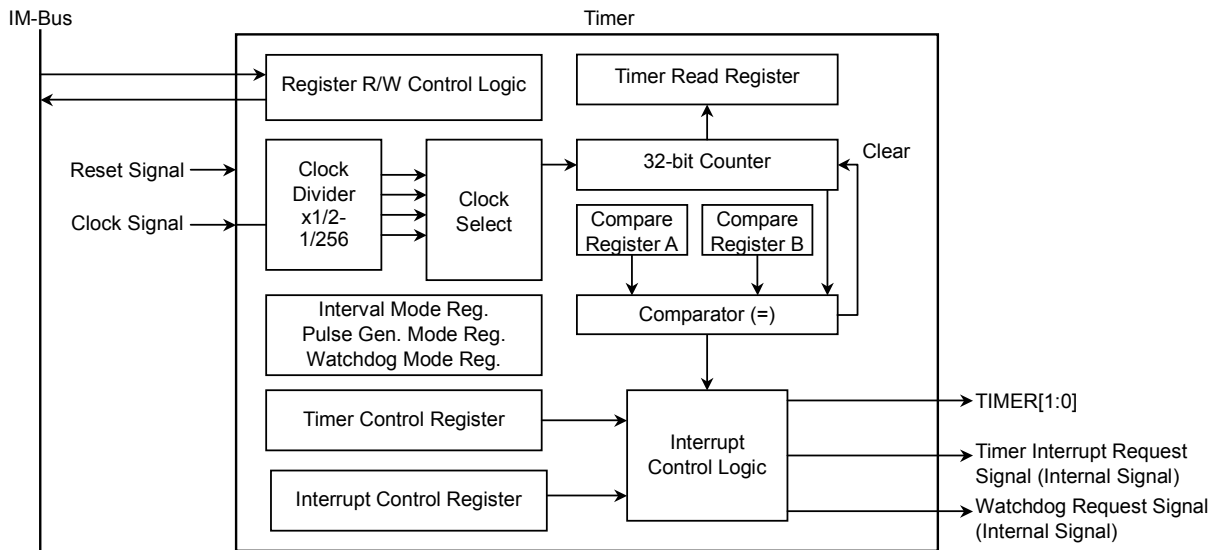 IM-Bus
Timer
Register R/W Control Logic
Timer Read Register
Reset Signal
Clock Signal
Clock
Divider
x1/2-
1/256
Clock
Select
32-bit Counter
Clear
Compare
Register A
Compare
Register B
Comparator (=)
Interval Mode Reg.
Pulse Gen. Mode Reg.
Watchdog Mode Reg.
Timer Control Register
Interrupt Control Register
Interrupt
Control Logic
TIMER[1:0]
Timer Interrupt Request
Signal (Internal Signal)
Watchdog Request Signal
(Internal Signal)